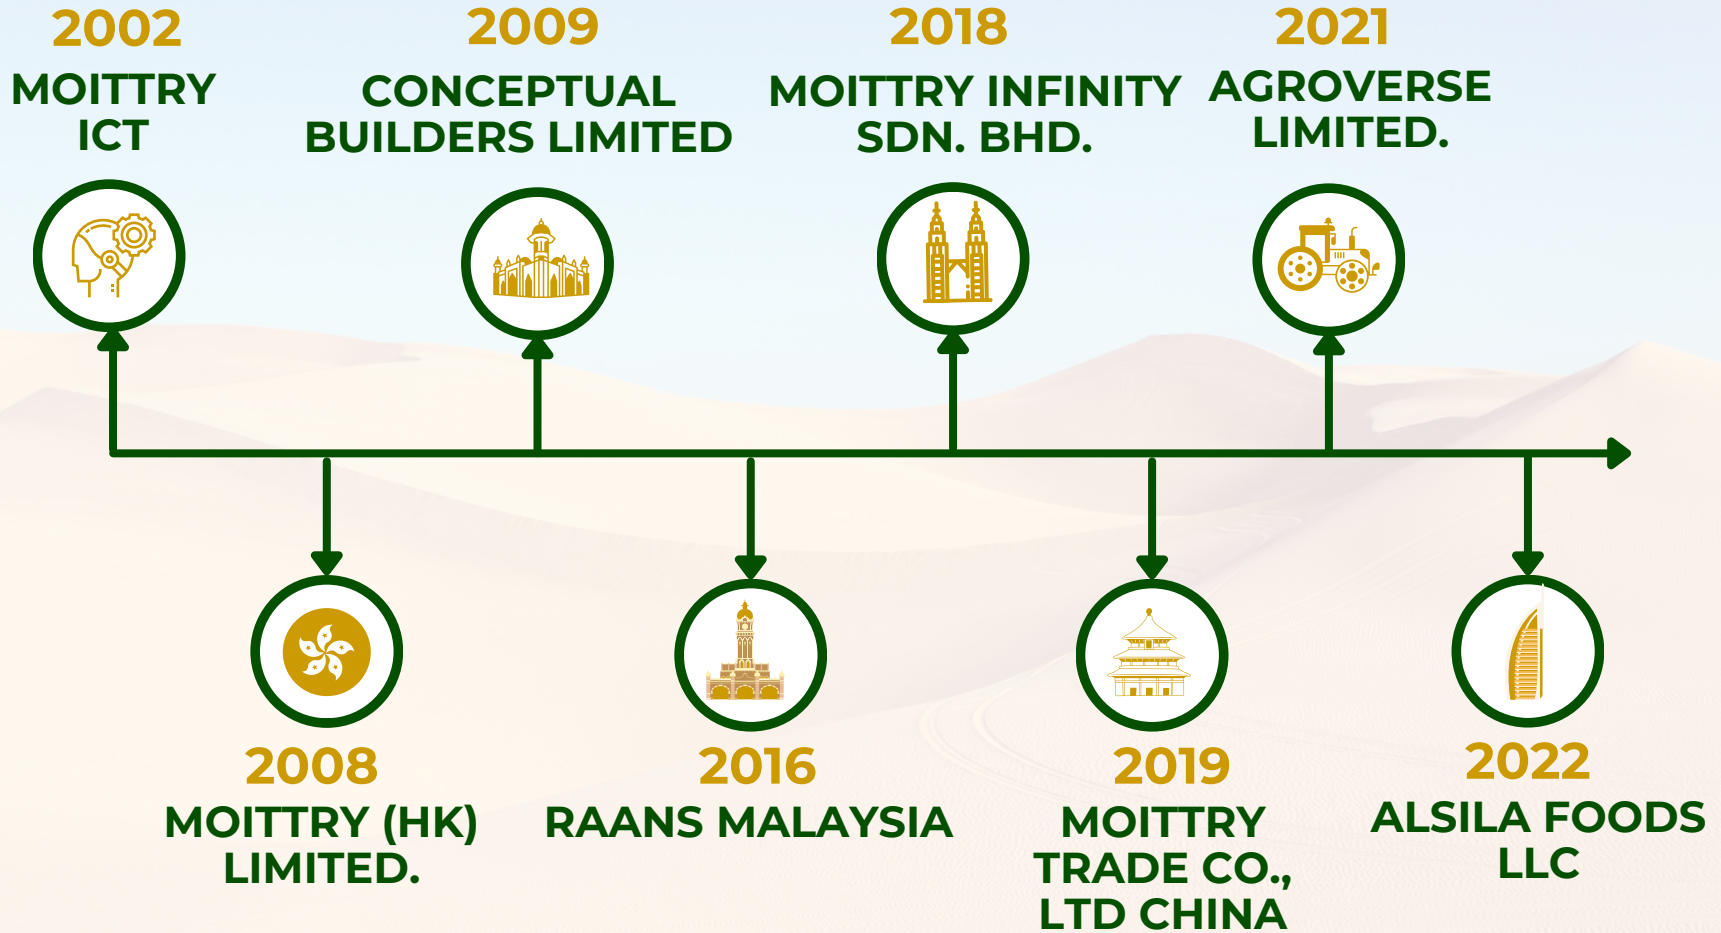 2002
MOITTRY
ICT
2009
CONCEPTUAL
BUILDERS LIMITED
2018
MOITTRY INFINITY
SDN. BHD.
2021
AGROVERSE
LIMITED.
2008
MOITTRY (HK)
LIMITED.
2016
RAANS MALAYSIA
2019
MOITTRY
TRADE CO.,
LTD CHINA
2022
ALSILA FOODS
LLC